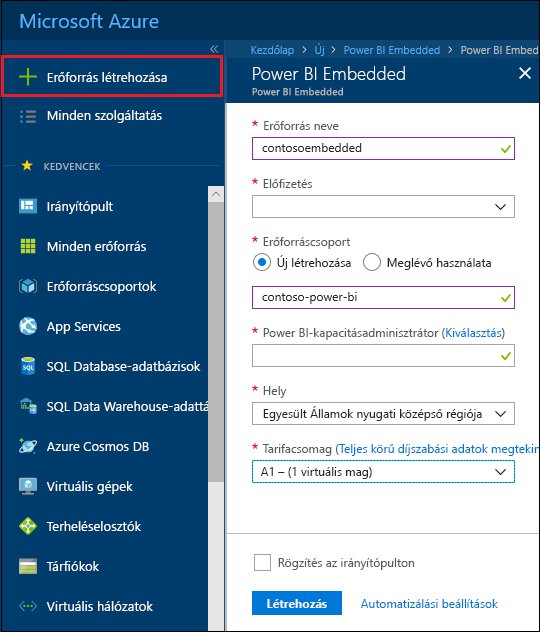 Microsoft Azure
«
Erőforrás létrehozása
Minden szolgáltatás
KEDVENCEK
Irányítópult
Minden erőforrás
Erőforráscsoportok
App Services
SQL Database-adatbázisok
SQL Data Warehouse-adattá
Azure Cosmos DB
Virtuális gépek
Terheléselosztók
Tárfiókok
Virtuális hálózatok
Kezdőlap > Új > Power BI Embedded > Power BI Embed
Power BI Embedded
Power BI Embedded
* Erőforrás neve
contosoembedded
* Előfizetés
* Erőforráscsoport
Új létrehozása Meglévő használata
contoso-power-bi
* Power BI-kapacitásadminisztrátor (Kiválasztás)
* Hely
Egyesült Államok nyugati középső régiója
* Tarifacsomag (Teljes körű díjszabási adatok megtekin
A1 – (1 virtuális mag)
Rögzítés az irányítópulton
Létrehozás Automatizálási beállítások